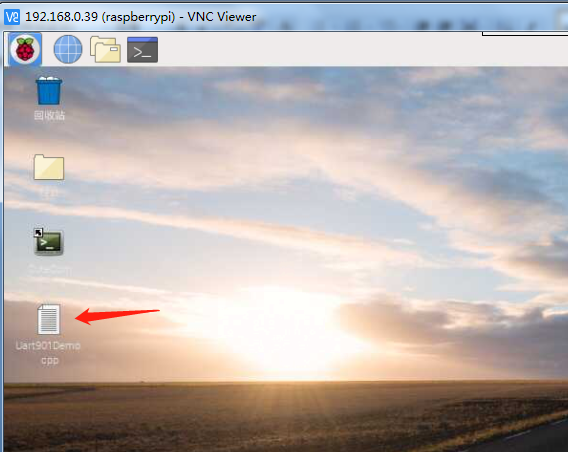 192.168.0.39 (raspberrypi) - VNC Viewer
回收站
Uart901Demo.
cpp